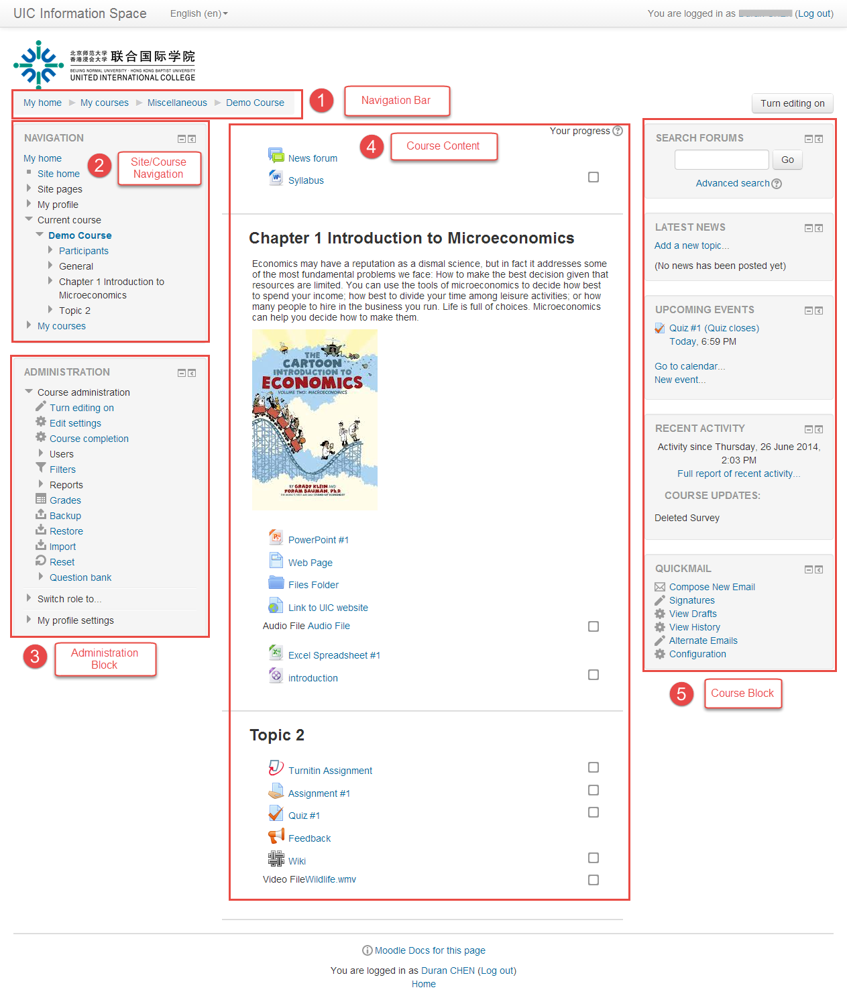 UIC Information Space
English (en)
You are logged in as Duran CHEN (Log out)
北京师范大学
香港浸会大学
联合国际学院
BEIJING NORMAL UNIVERSITY · HONG KONG BAPTIST UNIVERSITY
UNITED INTERNATIONAL COLLEGE
My home ► My courses ► Miscellaneous ► Demo Course
1
Navigation Bar
Turn editing on
NAVIGATION
My home
Site home
Site pages
My profile
Current course
Demo Course
Participants
General
Chapter 1 Introduction to
Microeconomics
Topic 2
My courses
2
Site/Course
Navigation
ADMINISTRATION
Course administration
Turn editing on
Edit settings
Course completion
Users
Filters
Reports
Grades
Backup
Restore
Import
Reset
Question bank
Switch role to...
My profile settings
3
Administration
Block
Your progress
4
Course Content
News forum
Syllabus
Chapter 1 Introduction to Microeconomics
Economics may have a reputation as a dismal science, but in fact it addresses some
of the most fundamental problems we face: How to make the best decision given that
resources are limited. You can use the tools of microeconomics to decide how best
to spend your income; how best to divide your time among leisure activities; or how
many people to hire in the business you run. Life is full of choices. Microeconomics
can help you decide how to make them.
THE
CARTOON
INTRODUCTION TO
ECONOMICS
VOLUME TWO: MACROECONOMICS
BY GRADY KLEIN AND
YORAM BAUMAN, Ph.D.
THE WORLD'S FIRST AND ONLY STAND-UP ECONOMIST
PowerPoint #1
Web Page
Files Folder
Link to UIC website
Audio File Audio File
Excel Spreadsheet #1
introduction
Topic 2
Turnitin Assignment
Assignment #1
Quiz #1
Feedback
Wiki
Video FileWildlife.wmv
SEARCH FORUMS
Go
Advanced search
LATEST NEWS
Add a new topic...
(No news has been posted yet)
UPCOMING EVENTS
Quiz #1 (Quiz closes)
Today, 6:59 PM
Go to calendar...
New event...
RECENT ACTIVITY
Activity since Thursday, 26 June 2014,
2:03 PM
Full report of recent activity...
COURSE UPDATES:
Deleted Survey
QUICKMAIL
Compose New Email
Signatures
View Drafts
View History
Alternate Emails
Configuration
5
Course Block
Moodle Docs for this page
You are logged in as Duran CHEN (Log out)
Home